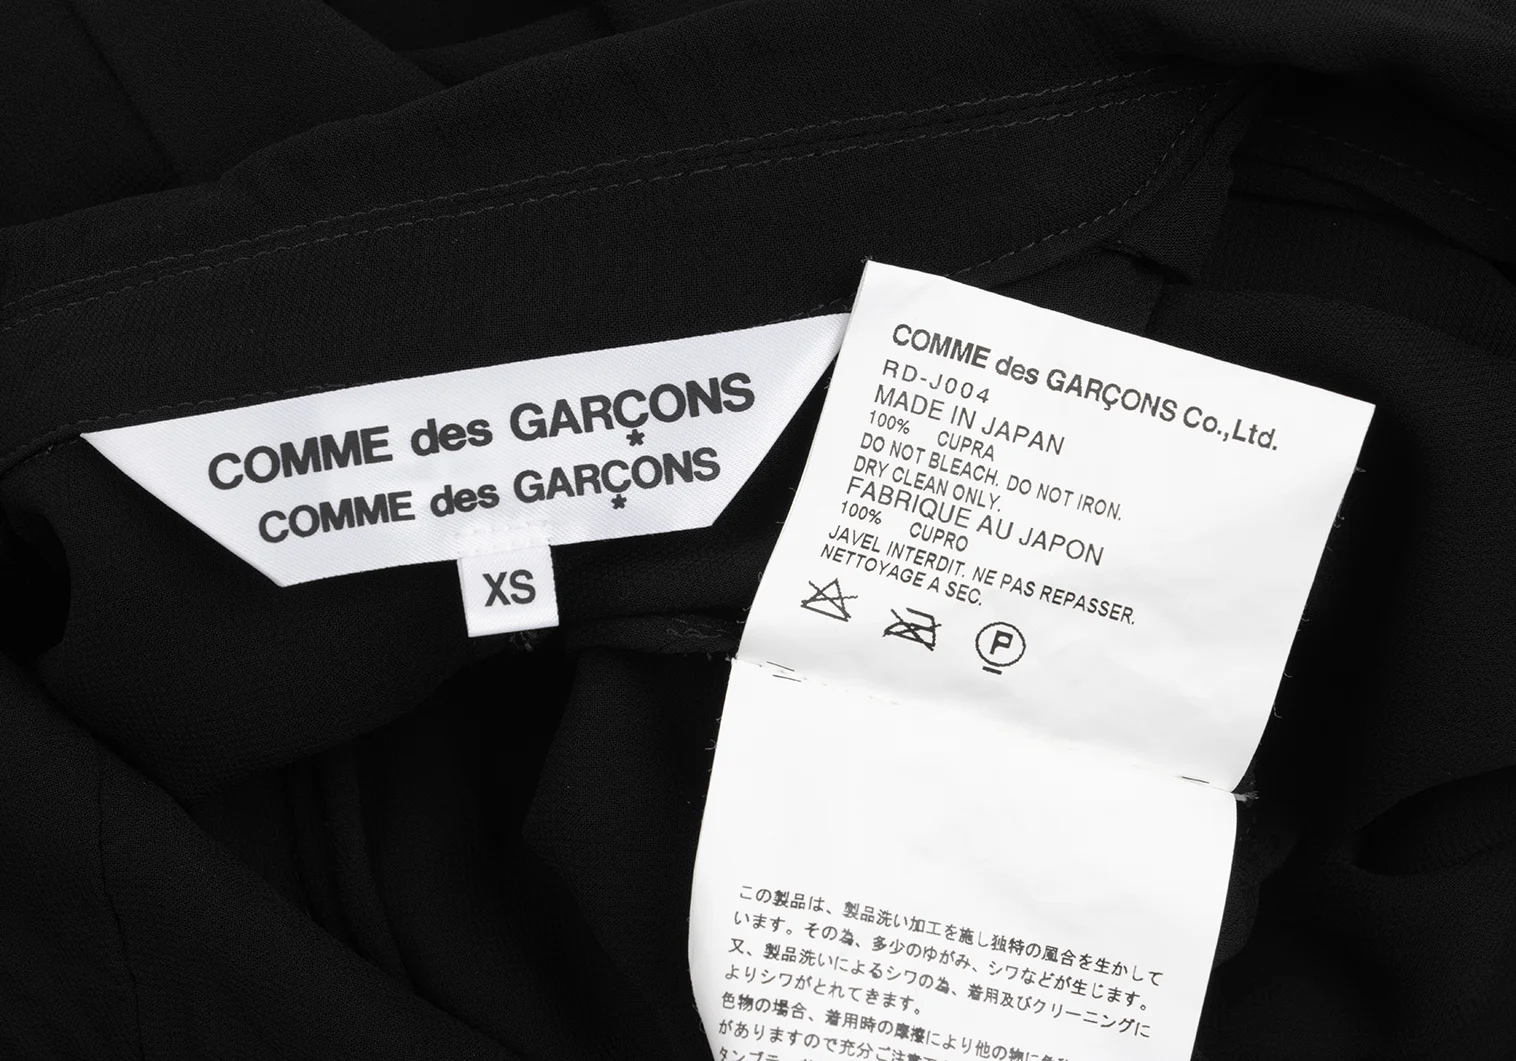 COMME des GARÇONS
*
COMME des GARÇONS
*
XS
COMME des GARÇONS Co.,Ltd.
RD-J004
MADE IN JAPAN
100% CUPRA
DO NOT BLEACH. DO NOT IRON.
DRY CLEAN ONLY.
FABRIQUE AU JAPON
100% CUPRO
JAVEL INTERDIT. NE PAS REPASSER.
NETTOYAGE A SEC.
P
この製品は、製品洗い加工を施し独特の風合を生かして
います。その為、多少のゆがみ、シワなどが生じます。
又、製品洗いによるシワの為、着用及びクリーニングに
よりシワがとれてきます。
色物の場合、着用時の摩擦により他の物に色
がありますので充分ご注意
タンブラ